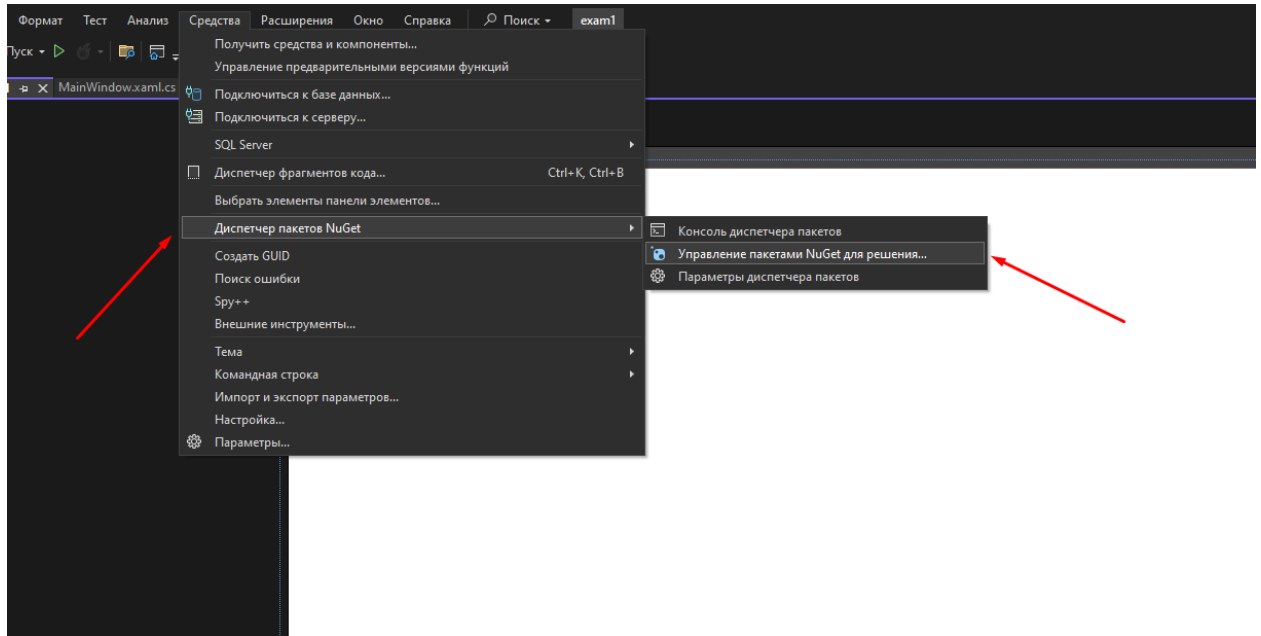 Формат Тест Анализ Средства Расширения Окно Справка Поиск exam1
Пуск
MainWindow.xaml.cs
Получить средства и компоненты...
Управление предварительными версиями функций
Подключиться к базе данных...
Подключиться к серверу...
SQL Server
Диспетчер фрагментов кода... Ctrl+K, Ctrl+B
Выбрать элементы панели элементов...
Диспетчер пакетов NuGet
Создать GUID
Поиск ошибки
Spy++
Внешние инструменты...
Тема
Командная строка
Импорт и экспорт параметров...
Настройка...
Параметры...
Консоль диспетчера пакетов
Управление пакетами NuGet для решения...
Параметры диспетчера пакетов